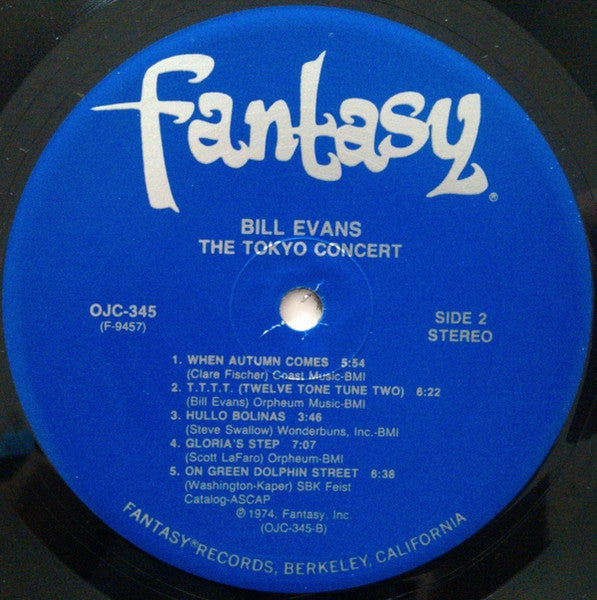 fantasy®
BILL EVANS
THE TOKYO CONCERT
OJC-345
(F-9457)
SIDE 2
STEREO
1. WHEN AUTUMN COMES 5:54
(Clare Fischer) Coast Music-BMI
2. T.T.T.T. (TWELVE TONE TUNE TWO) 6:22
(Bill Evans) Orpheum Music-BMI
3. HULLO BOLINAS 3:46
(Steve Swallow) Wonderbuns, Inc.-BMI
4. GLORIA'S STEP 7:07
(Scott LaFaro) Orpheum-BMI
5. ON GREEN DOLPHIN STREET 6:38
(Washington-Kaper) SBK Feist
Catalog-ASCAP
℗1974, Fantasy, Inc
(OJC-345-B)
FANTASY® RECORDS, BERKELEY, CALIFORNIA